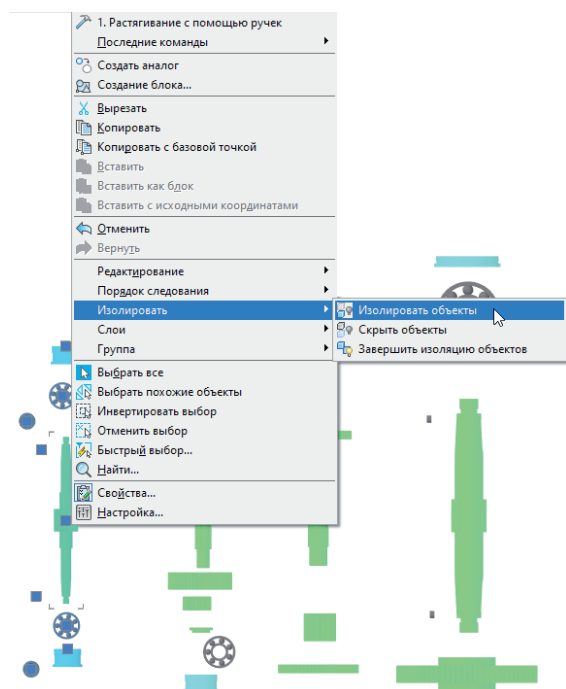 1. Растягивание с помощью ручек
Последние команды
Создать аналог
Создание блока...
Вырезать
Копировать
Копировать с базовой точкой
Вставить
Вставить как блок
Вставить с исходными координатами
Отменить
Вернуть
Редактирование
Порядок следования
Изолировать
Изолировать объекты
Слои
Скрыть объекты
Группа
Завершить изоляцию объектов
Выбрать все
Выбрать похожие объекты
Инвертировать выбор
Отменить выбор
Быстрый выбор...
Найти...
Свойства...
Настройка...